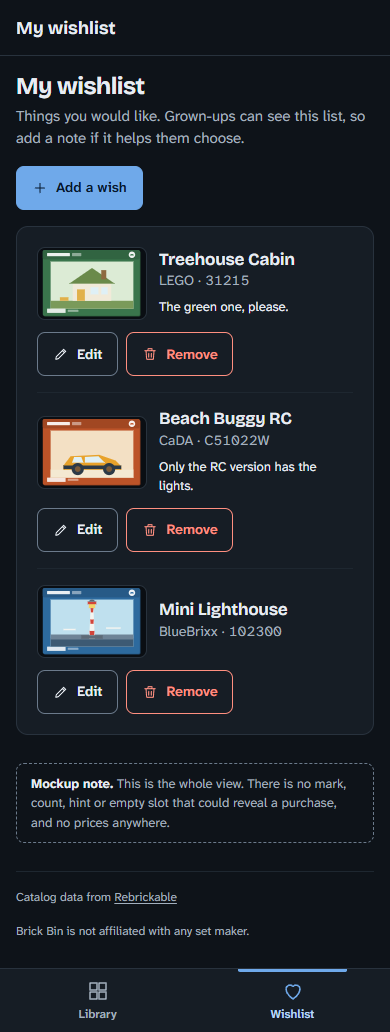 My wishlist
My wishlist
Things you would like. Grown-ups can see this list, so
add a note if it helps them choose.
Add a wish
Treehouse Cabin
LEGO · 31215
The green one, please.
Edit
Remove
Beach Buggy RC
CaDA · C51022W
Only the RC version has the
lights.
Edit
Remove
Mini Lighthouse
BlueBrixx · 102300
Edit
Remove
Mockup note. This is the whole view. There is no mark,
count, hint or empty slot that could reveal a purchase,
and no prices anywhere.
Catalog data from Rebrickable
Brick Bin is not affiliated with any set maker.
Library
Wishlist